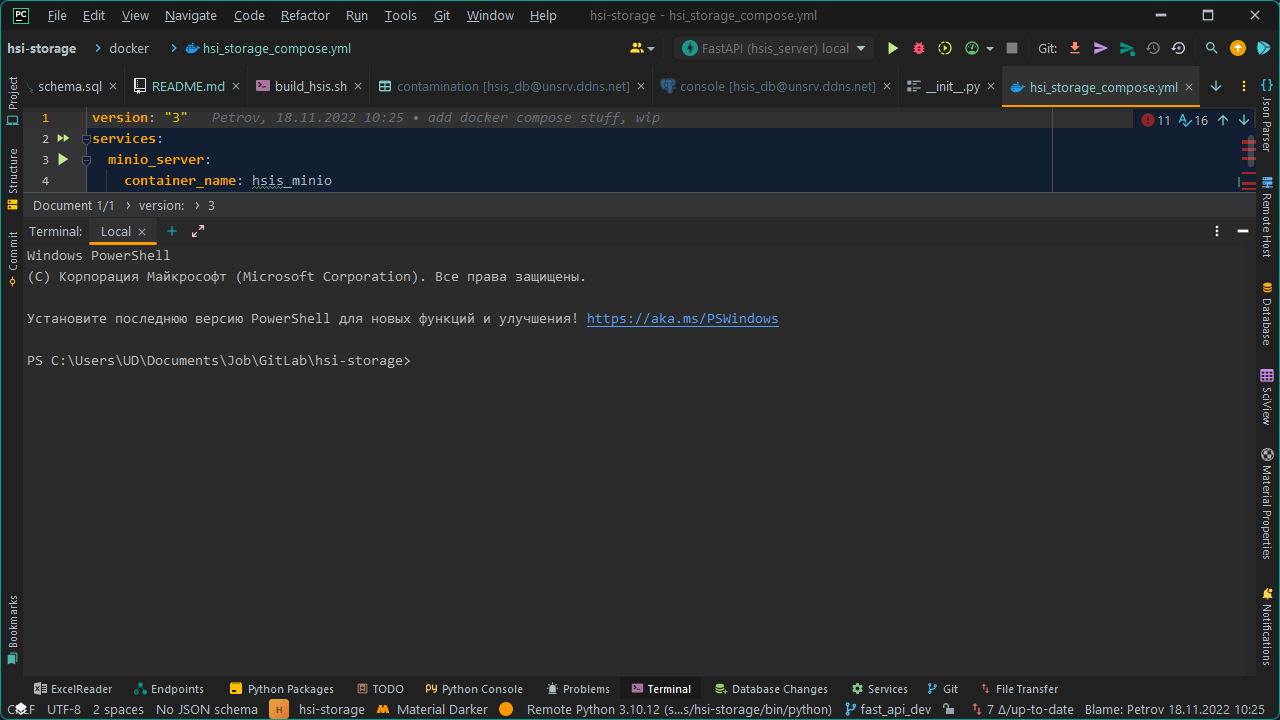 PC File Edit View Navigate Code Refactor Run Tools Git Window Help hsi-storage - hsi_storage_compose.yml
hsi-storage docker hsi_storage_compose.yml FastAPI (hsis_server) local Git:
schema.sql README.md build_hsis.sh contamination [hsis_db@unsrv.ddns.net] console [hsis_db@unsrv.ddns.net] __init__.py hsi_storage_compose.yml
1 version: "3" Petrov, 18.11.2022 10:25 • add docker compose stuff, wip 11 16
2 services:
3 minio_server:
4 container_name: hsis_minio
Document 1/1 version: 3
Terminal: Local
Windows PowerShell
(C) Корпорация Майкрософт (Microsoft Corporation). Все права защищены.
Установите последнюю версию PowerShell для новых функций и улучшения! https://aka.ms/PSWindows
PS C:\Users\UD\Documents\Job\GitLab\hsi-storage>
Project
Structure
Commit
Bookmarks
Json Parser
Remote Host
Database
SciView
Material Properties
Notifications
ExcelReader Endpoints Python Packages TODO Python Console Problems Terminal Database Changes Services Git File Transfer
UTF-8 2 spaces No JSON schema H hsi-storage Material Darker Remote Python 3.10.12 (s...s/hsi-storage/bin/python) fast_api_dev 7 Δ/up-to-date Blame: Petrov 18.11.2022 10:25